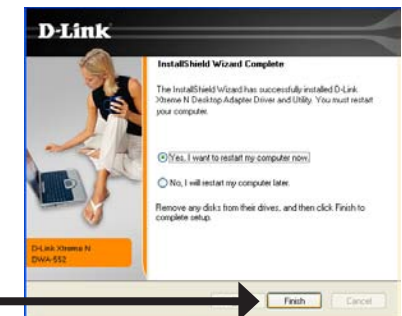 D-Link
InstallShield Wizard Complete
The InstallShield Wizard has successfully installed D-Link
Xtreme N Desktop Adapter Driver and Utility. You must restart
your computer.
Yes, I want to restart my computer now.
No, I will restart my computer later.
Remove any disks from their drives, and then click Finish to
complete setup.
D-Link Xtreme N
DWA-552
Finish
Cancel